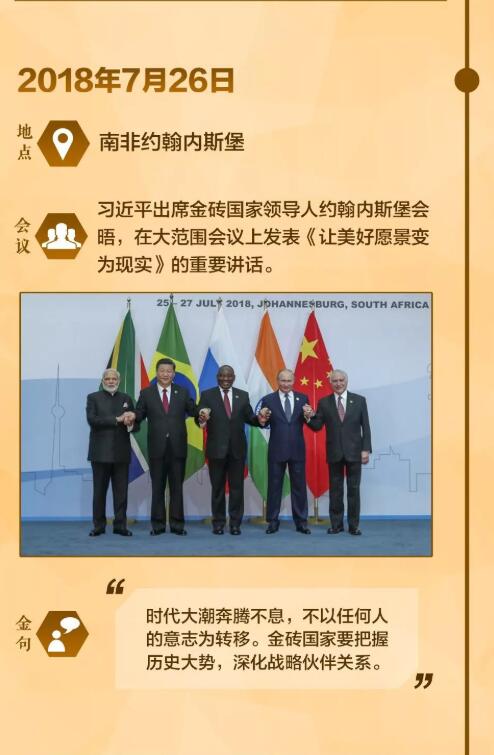 2018年7月26日
地点
南非约翰内斯堡
会议
习近平出席金砖国家领导人约翰内斯堡会
晤，在大范围会议上发表《让美好愿景变
为现实》的重要讲话。
25 - 27 JULY 2018, JOHANNESBURG, SOUTH AFRICA
金句
“
时代大潮奔腾不息，不以任何人
的意志为转移。金砖国家要把握
历史大势，深化战略伙伴关系。
”